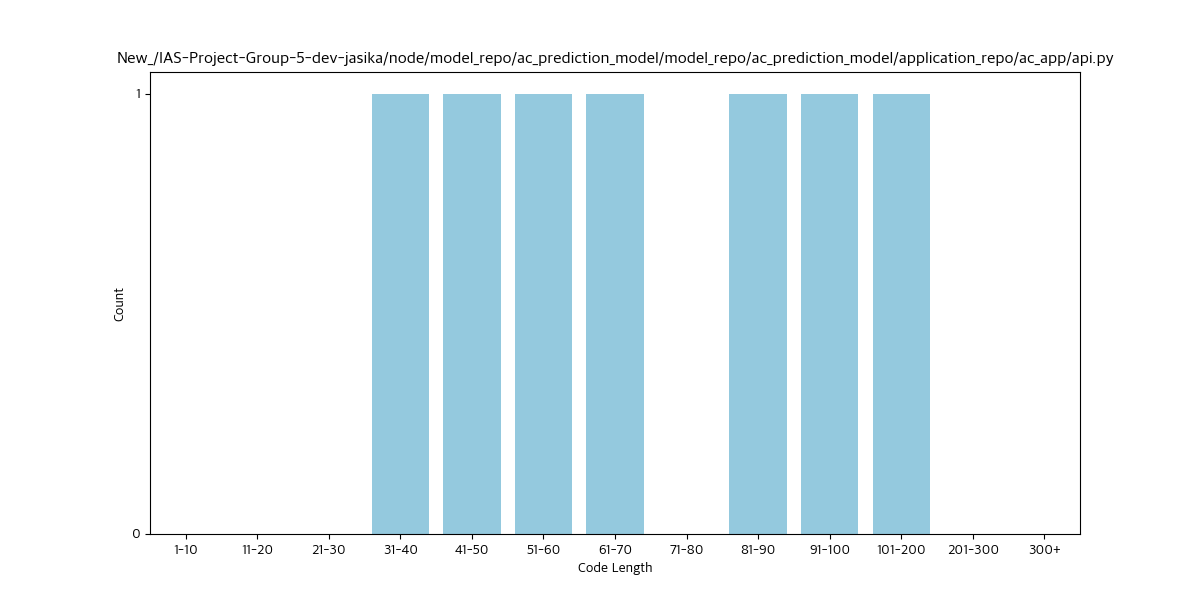 New_/IAS-Project-Group-5-dev-jasika/node/model_repo/ac_prediction_model/model_repo/ac_prediction_model/application_repo/ac_app/api.py
1
Count
0
1-10 11-20 21-30 31-40 41-50 51-60 61-70 71-80 81-90 91-100 101-200 201-300 300+
Code Length